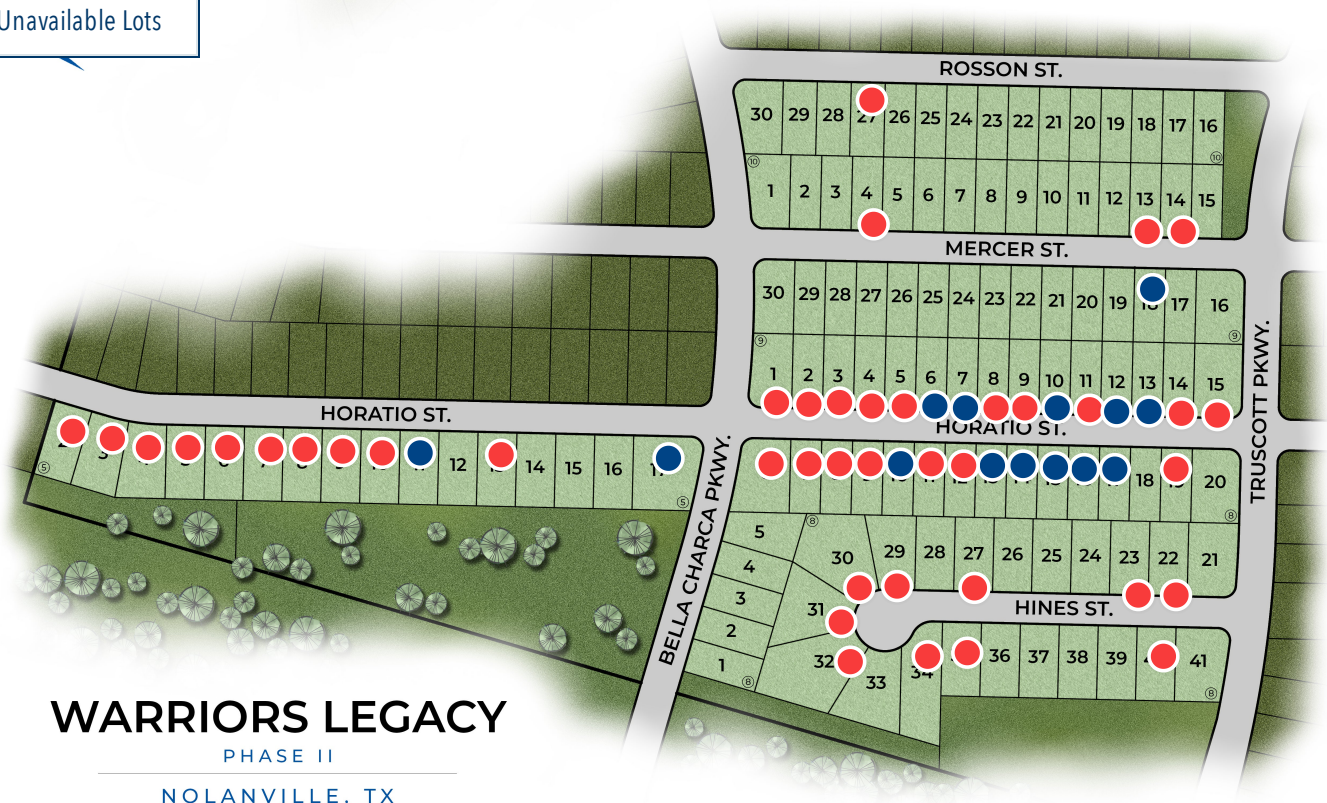 Unavailable Lots
ROSSON ST.
30 29 28 27 26 25 24 23 22 21 20 19 18 17 16
10 10
1 2 3 4 5 6 7 8 9 10 11 12 13 14 15
MERCER ST.
30 29 28 27 26 25 24 23 22 21 20 19 18 17 16
9 9
1 2 3 4 5 6 7 8 9 10 11 12 13 14 15
HORATIO ST.
HORATIO ST.
TRUSCOTT PKWY.
BELLA CHARCA PKWY.
12 14 15 16 17
5 5
18 20
8 8
5 30 29 28 27 26 25 24 23 22 21
4
3
2
1
8
31
HINES ST.
32 33 34 36 37 38 39 41
8
WARRIORS LEGACY
PHASE II
NOLANVILLE, TX